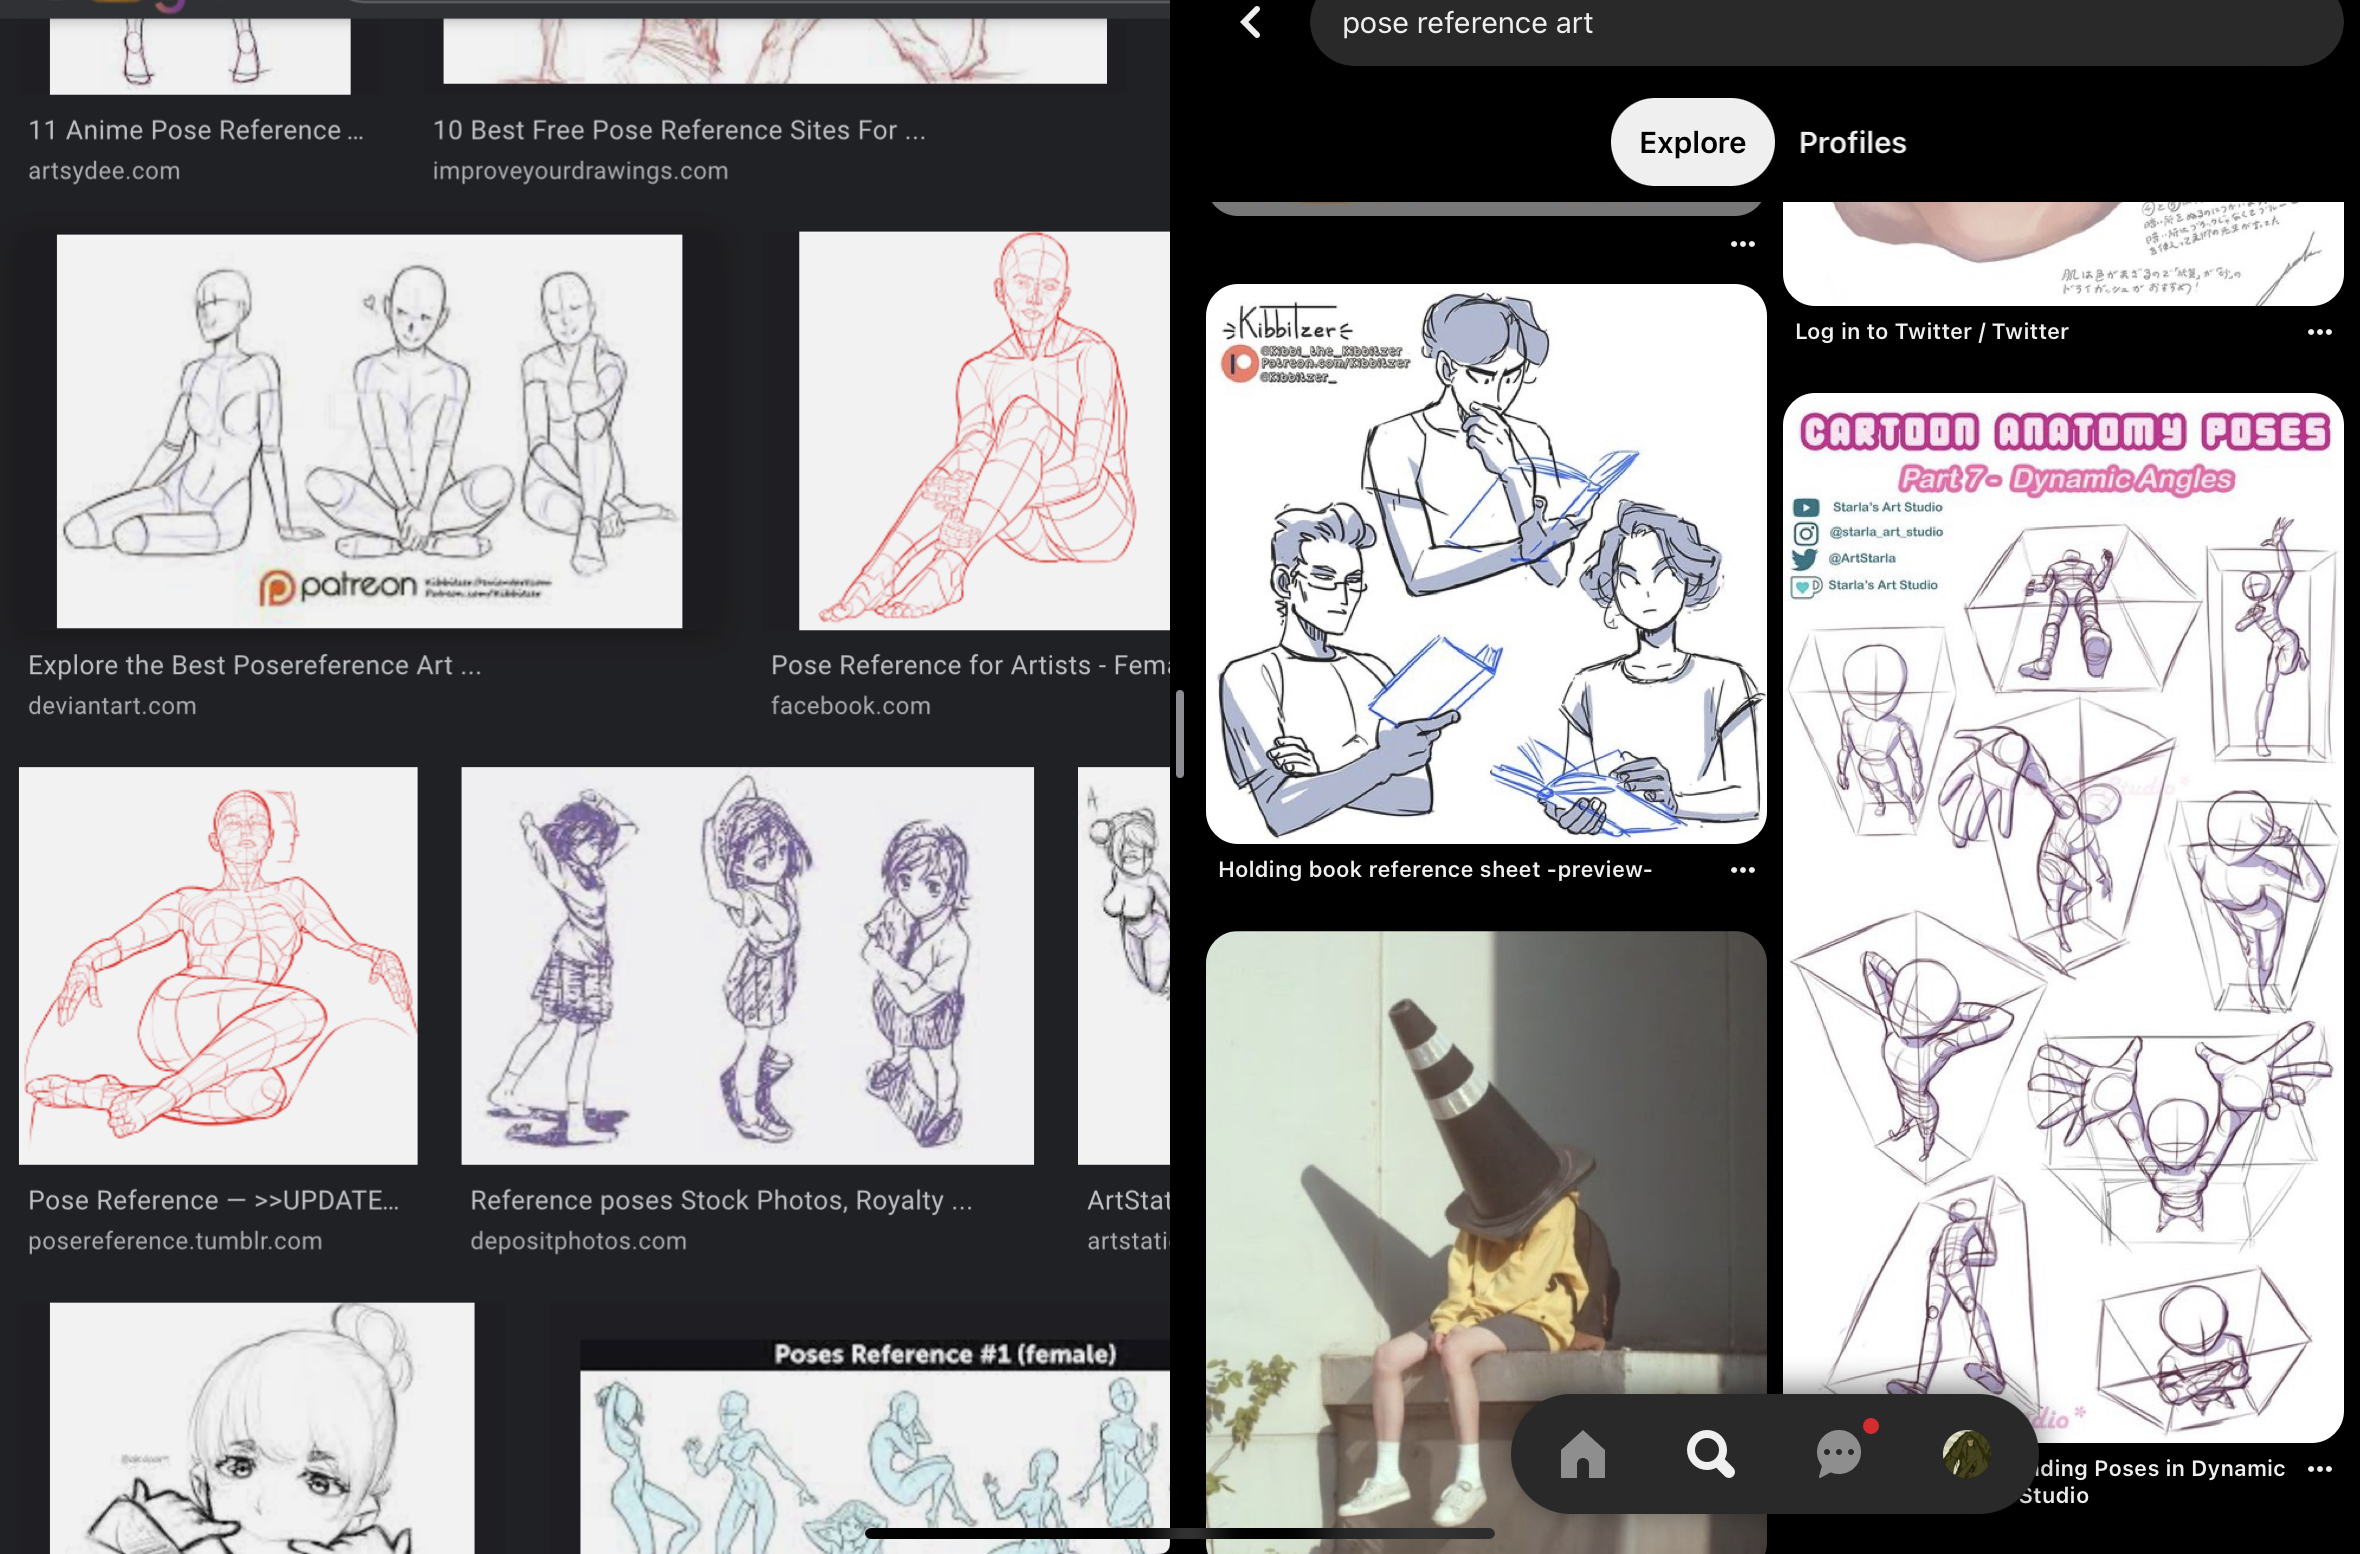 11 Anime Pose Reference ...
artsydee.com
10 Best Free Pose Reference Sites For ...
improveyourdrawings.com
patreon
Explore the Best Posereference Art ...
deviantart.com
Pose Reference for Artists - Fema
facebook.com
Pose Reference — >>UPDATE...
posereference.tumblr.com
Reference poses Stock Photos, Royalty ...
depositphotos.com
A
ArtStat
artstati
Poses Reference #1 (female)
pose reference art
Explore
Profiles
Kibbitzer
@Kibbi_the_Kibbitzer
Patreon.com/Kibbitzer
@Kibbitzer_
Holding book reference sheet -preview-
Log in to Twitter / Twitter
CARTOON ANATOMY POSES
Part 7 - Dynamic Angles
Starla's Art Studio
@starla_art_studio
@ArtStarla
Starla's Art Studio
dio*
ding Poses in Dynamic
Studio